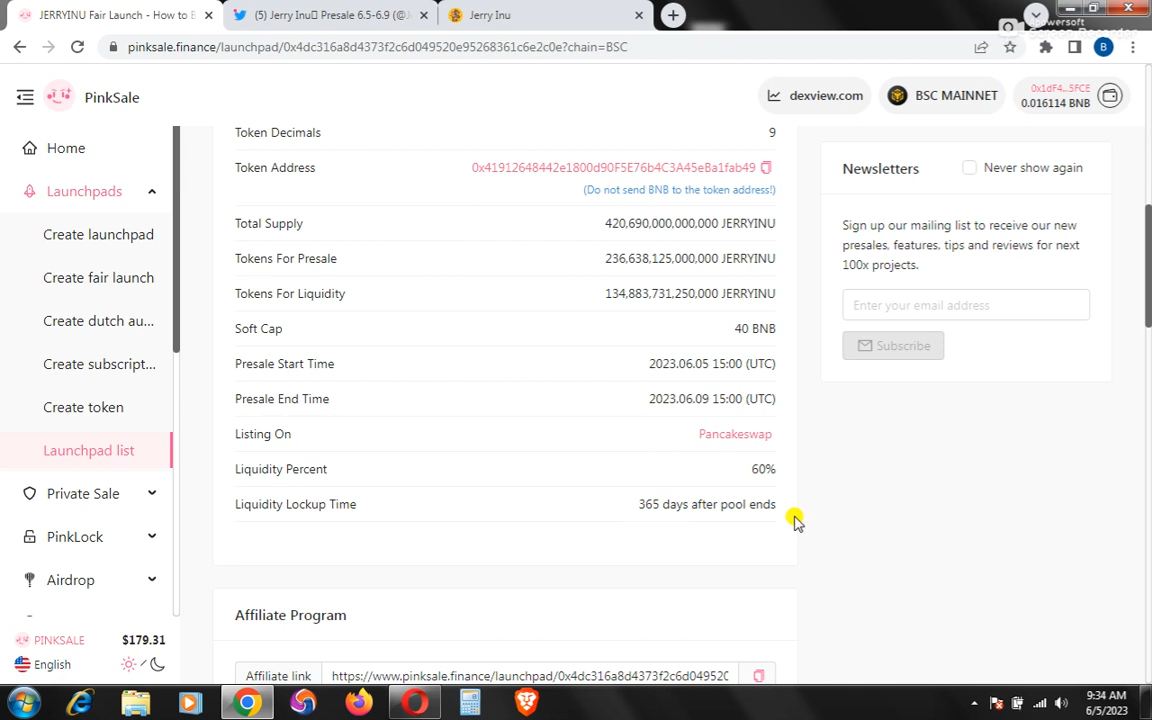 JERRYINU Fair Launch - How to B
(5) Jerry Inu Presale 6.5-6.9 (@J
Jerry Inu
pinksale.finance/launchpad/0x4dc316a8d4373f2c6d049520e95268361c6e2c0e?chain=BSC
B
PinkSale
dexview.com
BSC MAINNET
0x1dF4...5FCE
0.016114 BNB
Home
Launchpads
Create launchpad
Create fair launch
Create dutch au...
Create subscript...
Create token
Launchpad list
Private Sale
PinkLock
Airdrop
PINKSALE $179.31
English
Token Decimals 9
Token Address 0x41912648442e1800d90F5E76b4C3A45eBa1fab49
(Do not send BNB to the token address!)
Total Supply 420,690,000,000,000 JERRYINU
Tokens For Presale 236,638,125,000,000 JERRYINU
Tokens For Liquidity 134,883,731,250,000 JERRYINU
Soft Cap 40 BNB
Presale Start Time 2023.06.05 15:00 (UTC)
Presale End Time 2023.06.09 15:00 (UTC)
Listing On Pancakeswap
Liquidity Percent 60%
Liquidity Lockup Time 365 days after pool ends
Affiliate Program
Affiliate link https://www.pinksale.finance/launchpad/0x4dc316a8d4373f2c6d049520
Newsletters Never show again
Sign up our mailing list to receive our new
presales, features, tips and reviews for next
100x projects.
Enter your email address
Subscribe
9:34 AM
6/5/2023